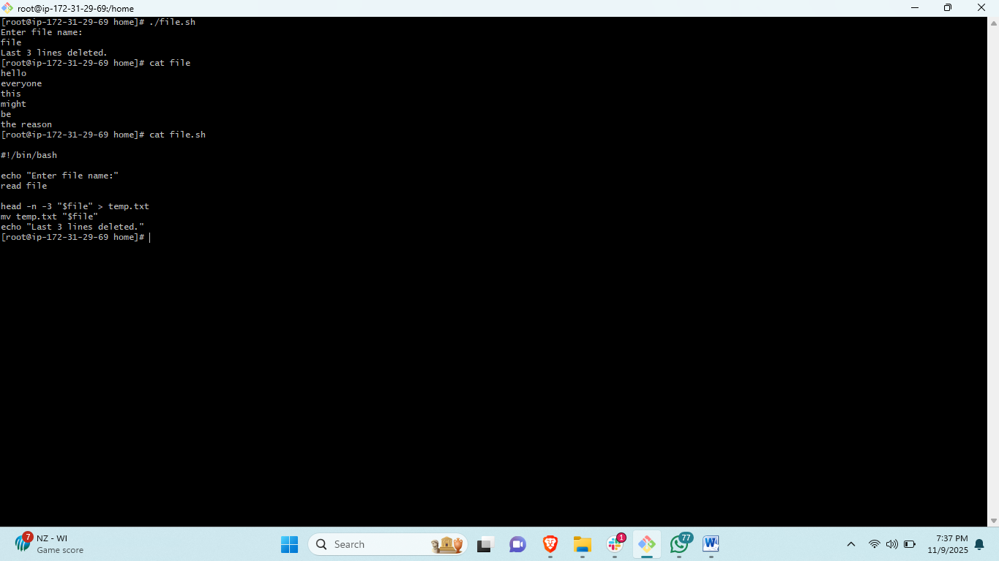 root@ip-172-31-29-69:/home
[root@ip-172-31-29-69 home]# ./file.sh
Enter file name:
file
Last 3 lines deleted.
[root@ip-172-31-29-69 home]# cat file
hello
everyone
this
might
be
the reason
[root@ip-172-31-29-69 home]# cat file.sh
#!/bin/bash
echo "Enter file name:"
read file
head -n -3 "$file" > temp.txt
mv temp.txt "$file"
echo "Last 3 lines deleted."
[root@ip-172-31-29-69 home]#
7
NZ - WI
Game score
Search
1
77
W
7:37 PM
11/9/2025